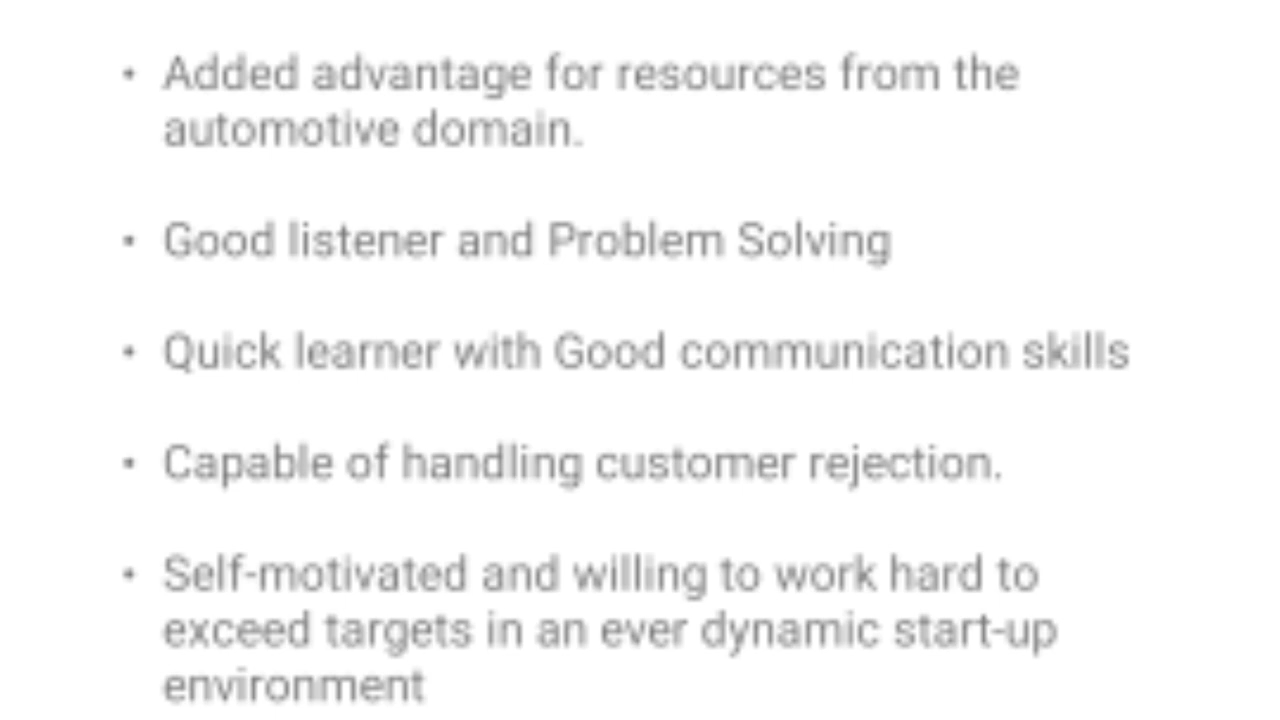 • Added advantage for resources from the
automotive domain.
• Good listener and Problem Solving
• Quick learner with Good communication skills
• Capable of handling customer rejection.
• Self-motivated and willing to work hard to
exceed targets in an ever dynamic start-up
environment